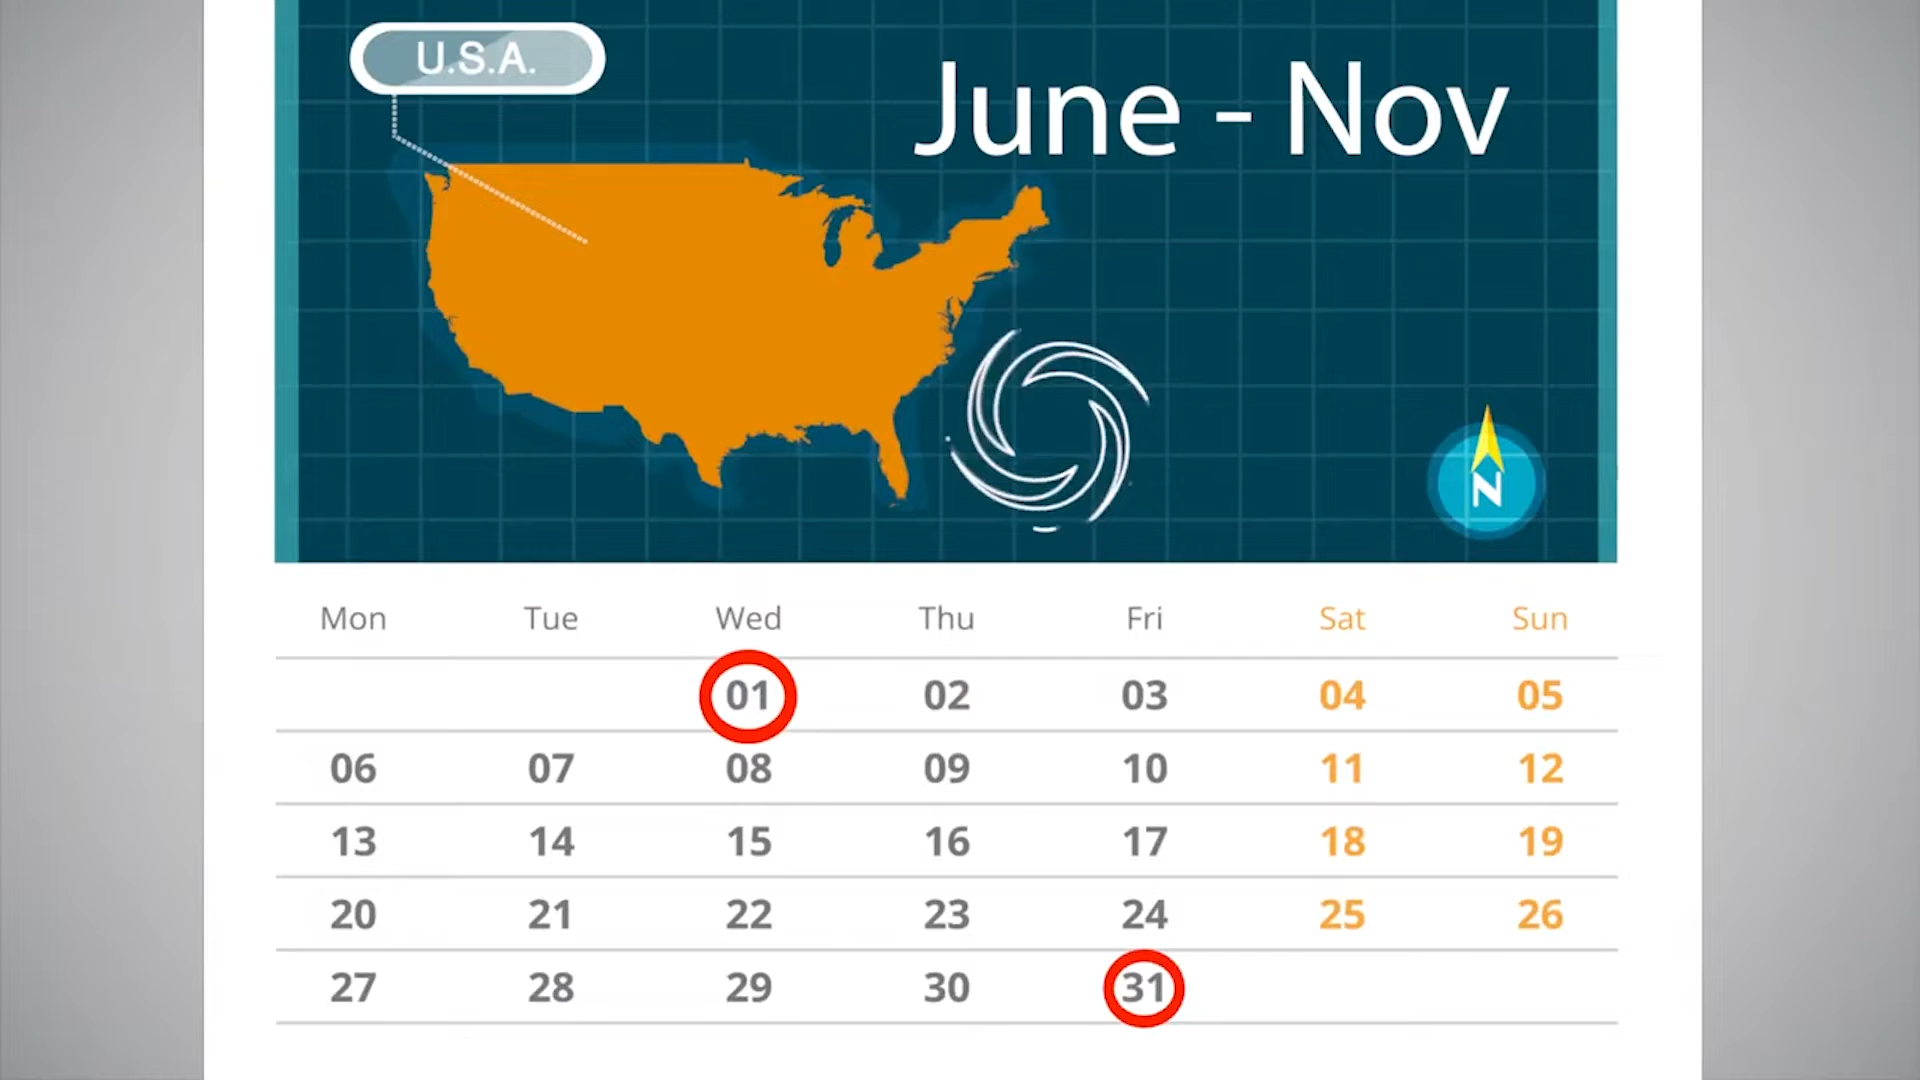 U.S.A.
June - Nov
N
Mon Tue Wed Thu Fri Sat Sun
01 02 03 04 05
06 07 08 09 10 11 12
13 14 15 16 17 18 19
20 21 22 23 24 25 26
27 28 29 30 31